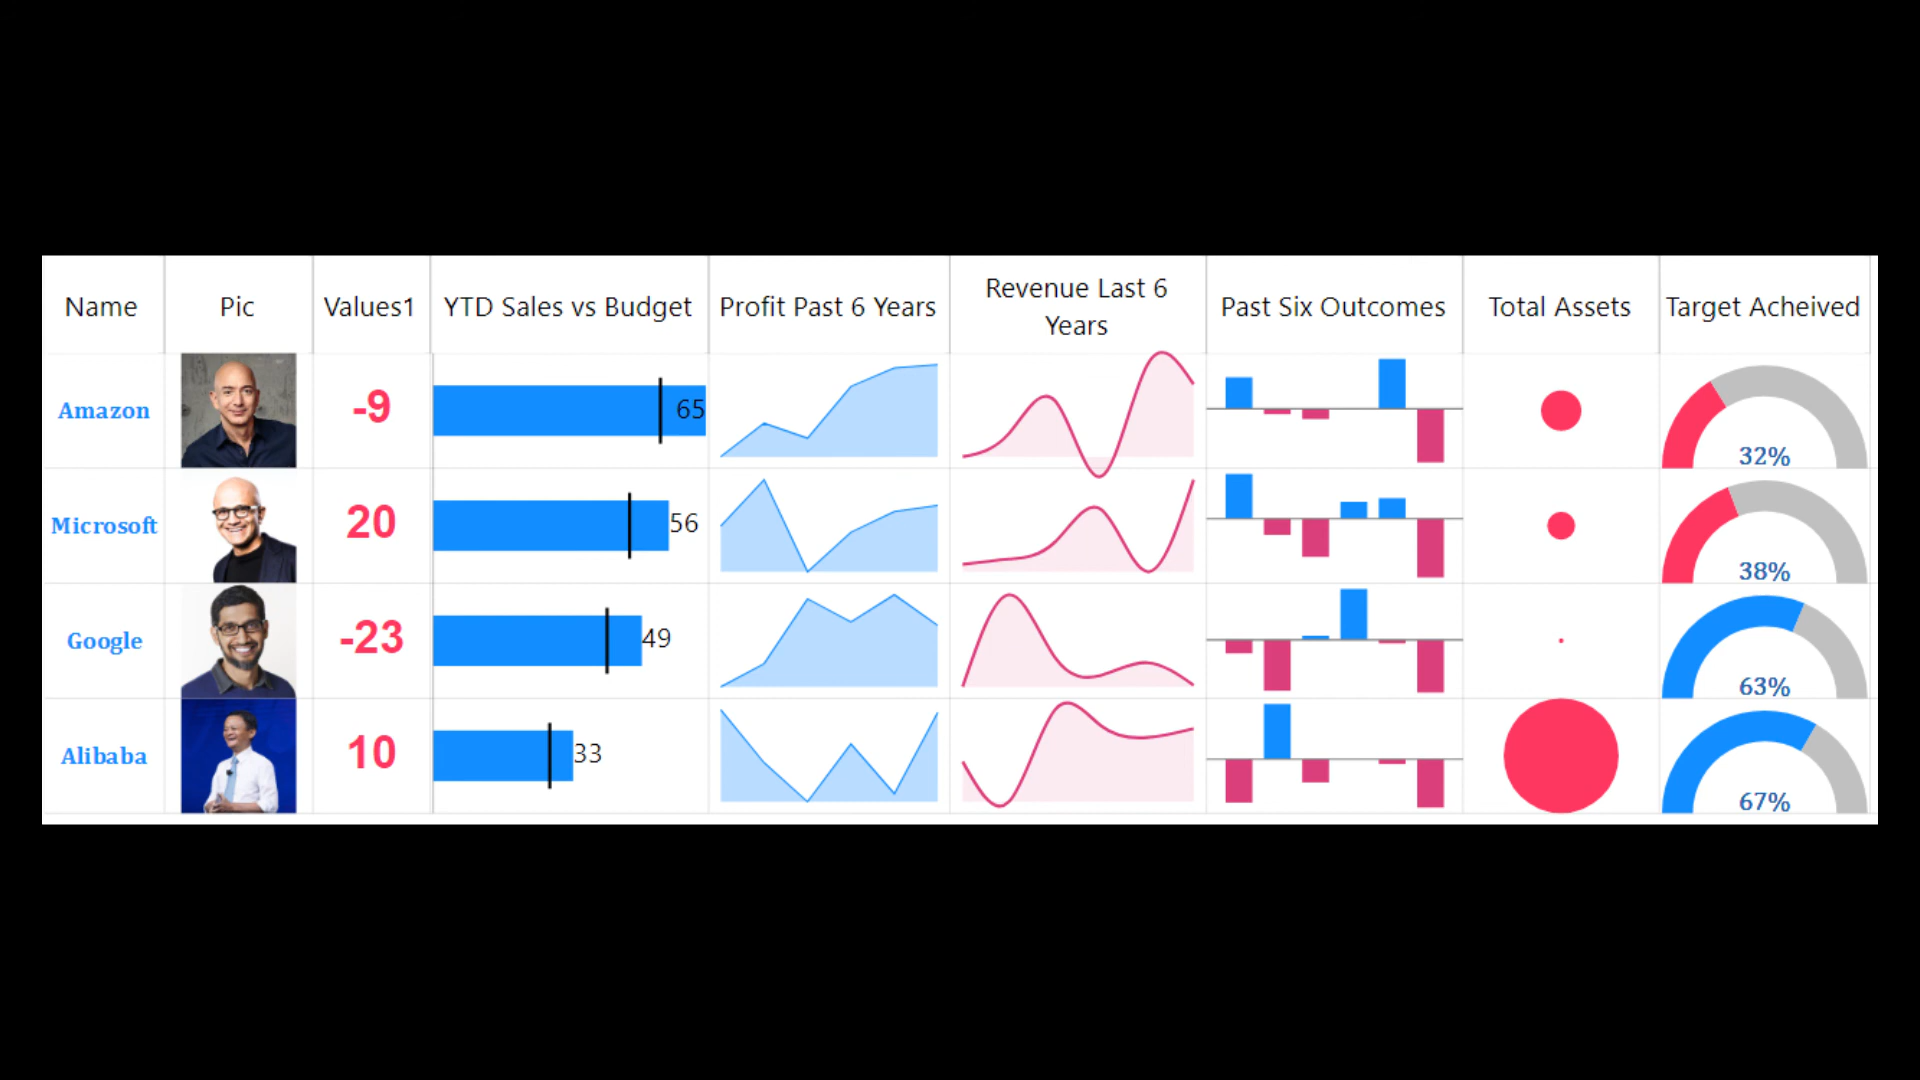 Name
Pic
Values1
YTD Sales vs Budget
Profit Past 6 Years
Revenue Last 6
Years
Past Six Outcomes
Total Assets
Target Acheived
Amazon
-9
65
32%
Microsoft
20
56
38%
Google
-23
49
63%
Alibaba
10
33
67%